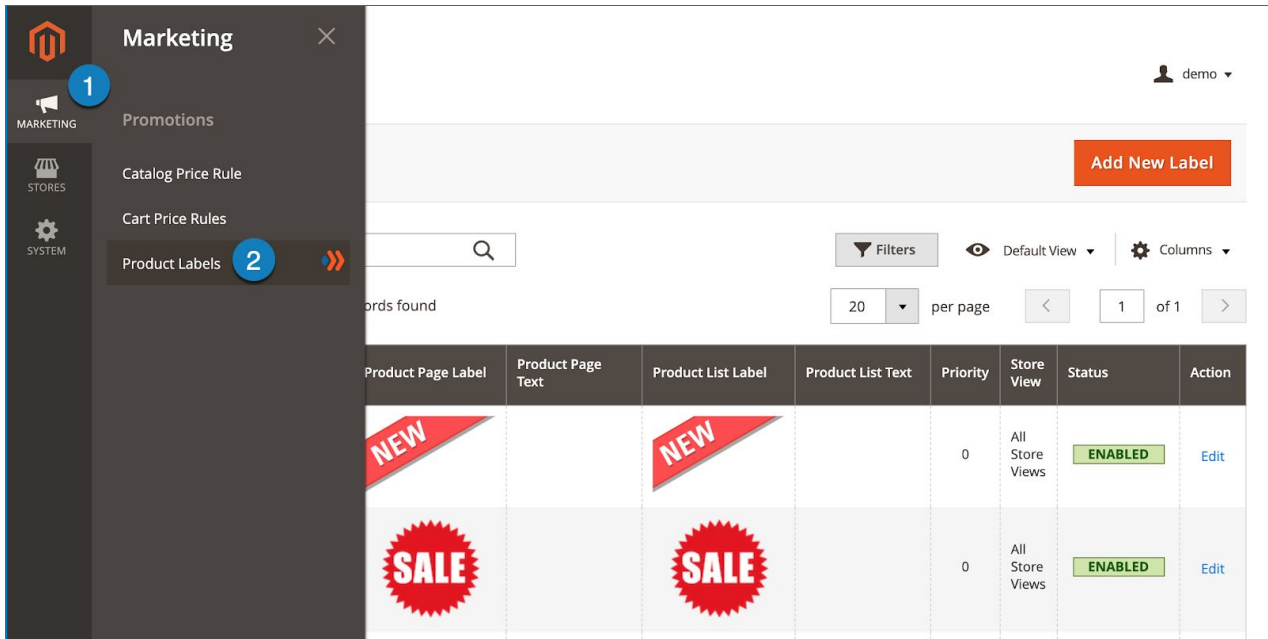 Marketing
demo
1
MARKETING
Promotions
STORES
Catalog Price Rule
Add New Label
Cart Price Rules
SYSTEM
Product Labels 2
Filters Default View Columns
ords found
20 per page 1 of 1
Product Page Label Product Page Text Product List Label Product List Text Priority Store View Status Action
NEW NEW 0 All Store Views ENABLED Edit
SALE SALE 0 All Store Views ENABLED Edit